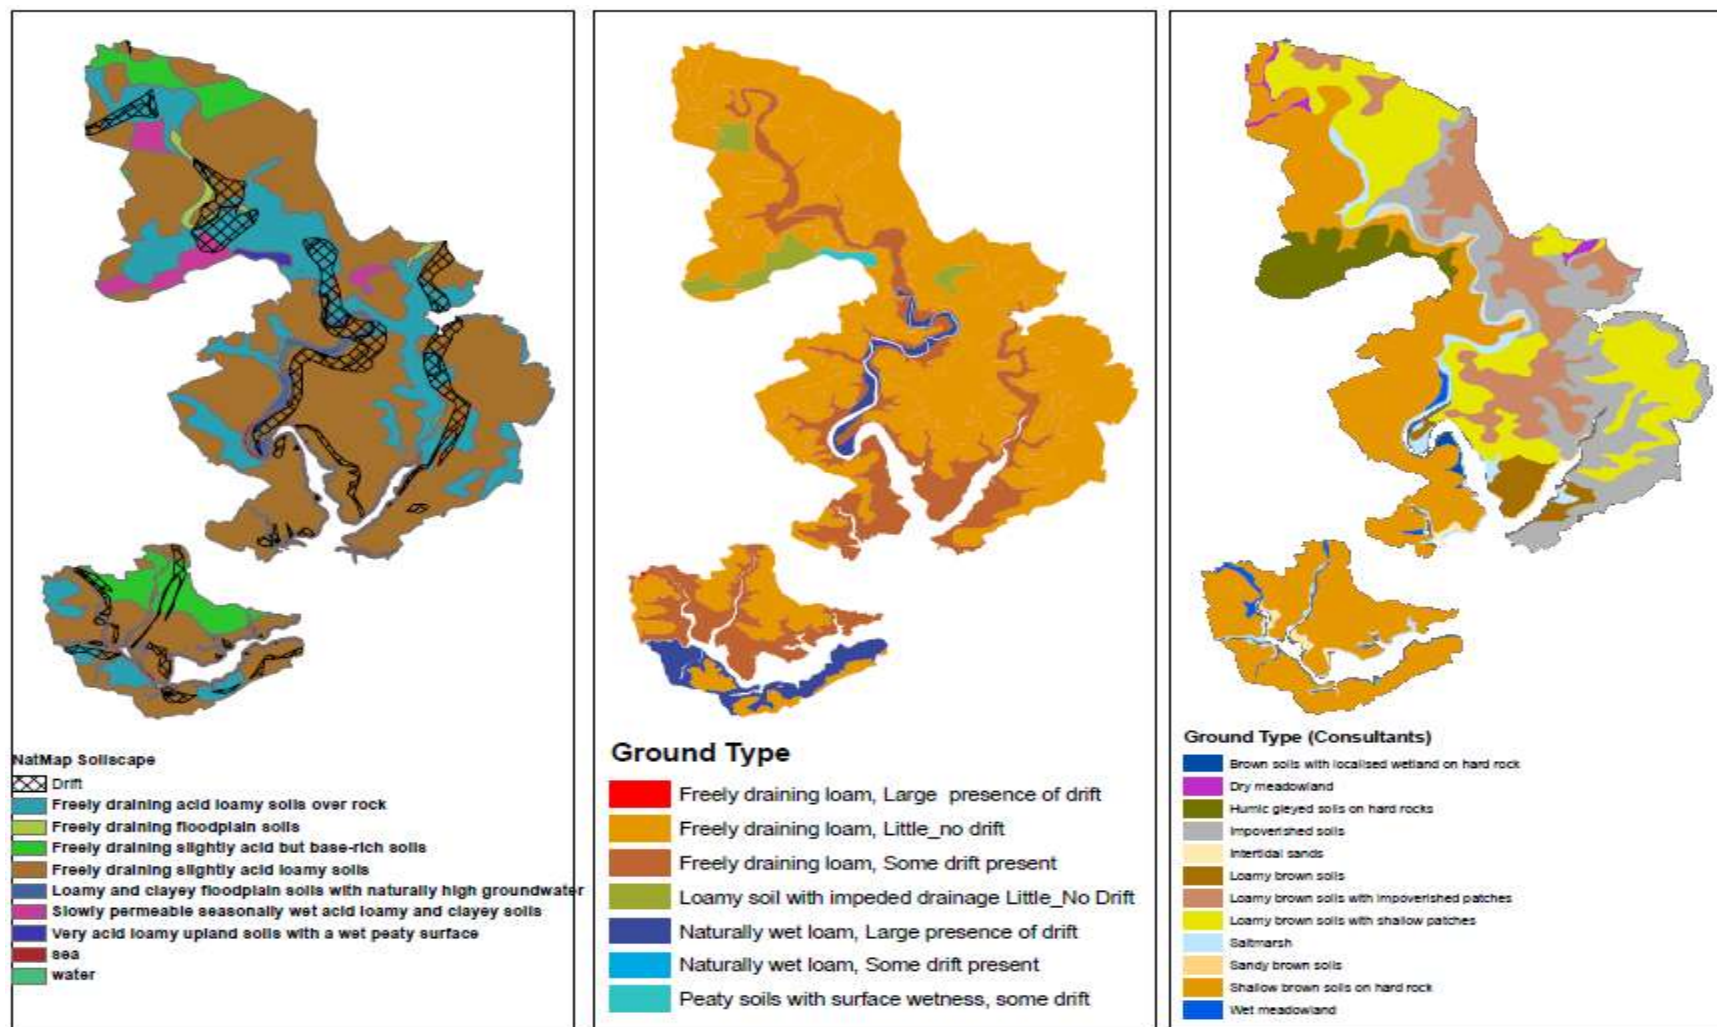 NatMap Soilscape
Drift
Freely draining acid loamy soils over rock
Freely draining floodplain soils
Freely draining slightly acid but base-rich soils
Freely draining slightly acid loamy soils
Loamy and clayey floodplain soils with naturally high groundwater
Slowly permeable seasonally wet acid loamy and clayey soils
Very acid loamy upland soils with a wet peaty surface
sea
water
Ground Type
Freely draining loam, Large presence of drift
Freely draining loam, Little_no drift
Freely draining loam, Some drift present
Loamy soil with impeded drainage Little_No Drift
Naturally wet loam, Large presence of drift
Naturally wet loam, Some drift present
Peaty soils with surface wetness, some drift
Ground Type (Consultants)
Brown soils with localised wetland on hard rock
Dry meadowland
Humic gleyed soils on hard rocks
Impoverished soils
Intertidal sands
Loamy brown soils
Loamy brown soils with impoverished patches
Loamy brown soils with shallow patches
Saltmarsh
Sandy brown soils
Shallow brown soils on hard rock
Wet meadowland